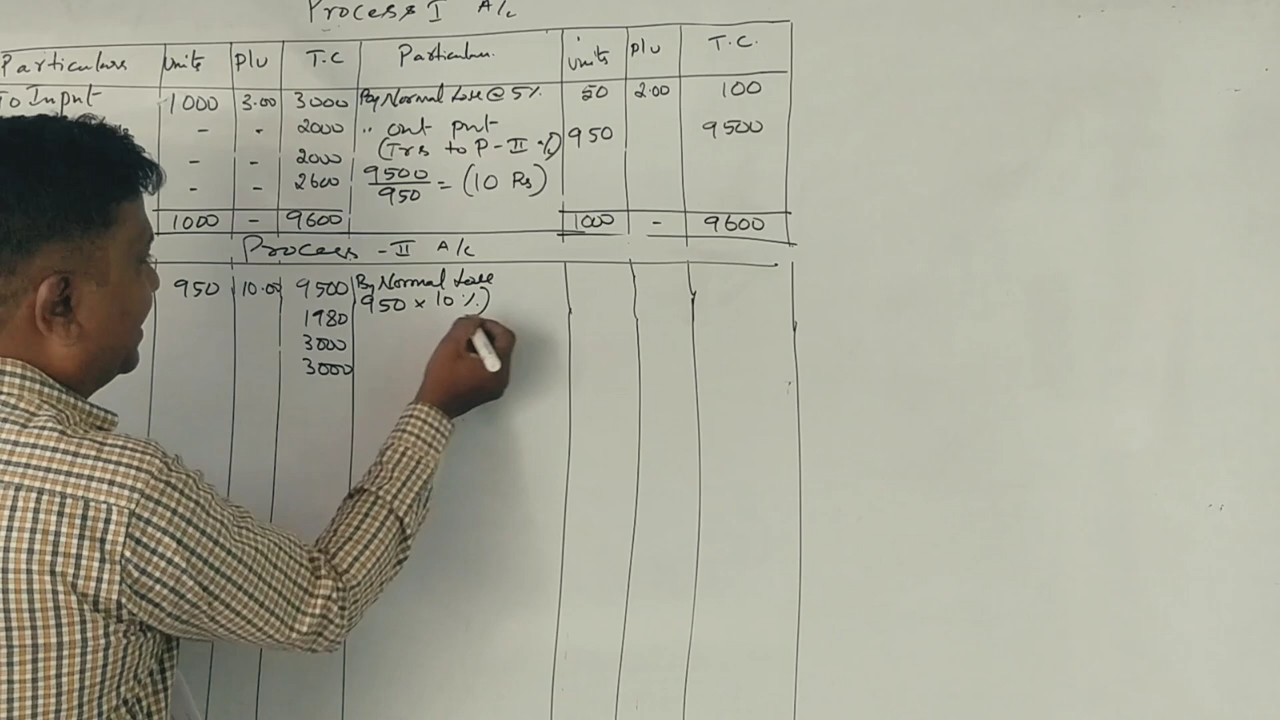 Process I A/c
Particulars Units P/U T.C Particulars Units P/U T.C.
To Input 1000 3.00 3000 By Normal Loss @ 5% 50 2.00 100
- - 2000 " out put 950 9500
- - 2000 (Trs to P-II A/c)
- - 2600 9500/950 = (10 Rs)
1000 - 9600 1000 - 9600
Process - II A/c
950 10.00 9500 By Normal Loss
1980 950 x 10%)
3000
3000